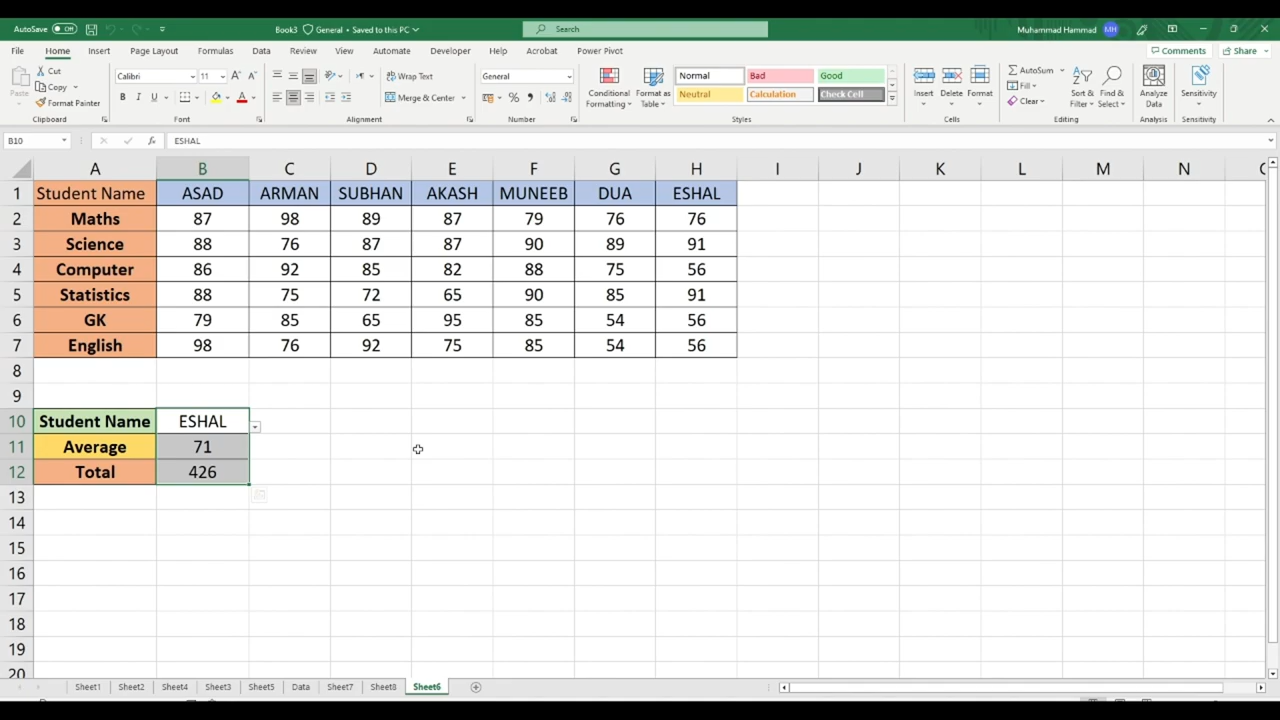 AutoSave Off Book3 General • Saved to this PC Search Muhammad Hammad MH
File Home Insert Page Layout Formulas Data Review View Automate Developer Help Acrobat Power Pivot Comments Share
Paste Cut Copy Format Painter
Calibri 11
B I U A A A
Wrap Text
Merge & Center
General
% ,
Conditional Formatting Format as Table
Normal Bad Good
Neutral Calculation Check Cell
Insert Delete Format
AutoSum
Fill
Clear
Sort & Filter Find & Select
Analyze Data
Sensitivity
Clipboard Font Alignment Number Styles Cells Editing Analysis Sensitivity
B10 fx ESHAL
A B C D E F G H I J K L M N
1 Student Name ASAD ARMAN SUBHAN AKASH MUNEEB DUA ESHAL
2 Maths 87 98 89 87 79 76 76
3 Science 88 76 87 87 90 89 91
4 Computer 86 92 85 82 88 75 56
5 Statistics 88 75 72 65 90 85 91
6 GK 79 85 65 95 85 54 56
7 English 98 76 92 75 85 54 56
8
9
10 Student Name ESHAL
11 Average 71
12 Total 426
13
14
15
16
17
18
19
20
Sheet1 Sheet2 Sheet4 Sheet3 Sheet5 Data Sheet7 Sheet8 Sheet6